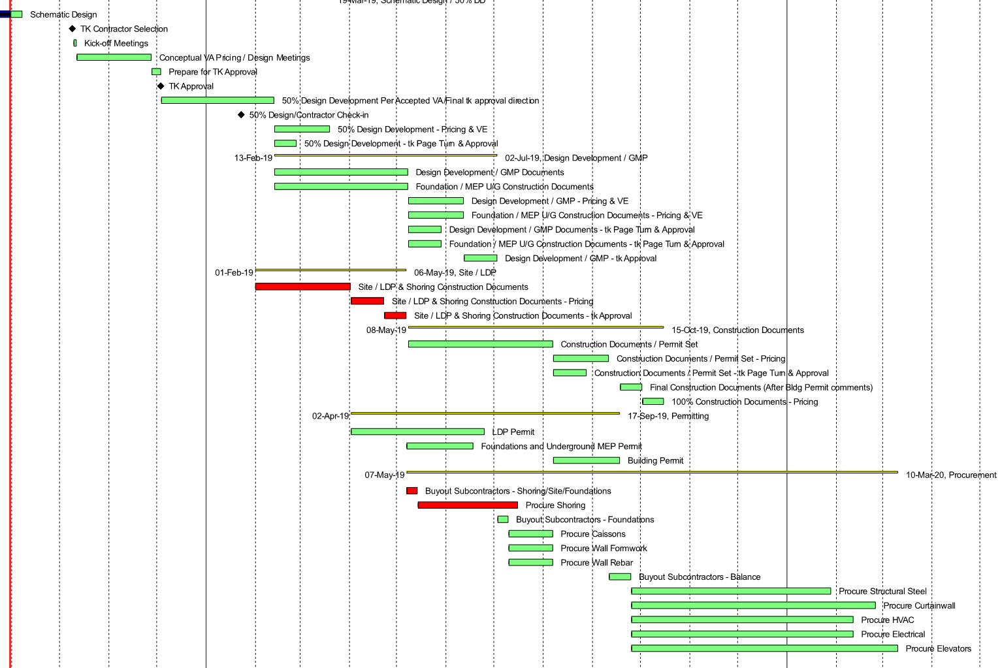 19-Mar-19, Schematic Design / 50% DD
Schematic Design
TK Contractor Selection
Kick-off Meetings
Conceptual VA Pricing / Design Meetings
Prepare for TK Approval
TK Approval
50% Design Development Per Accepted VA/Final tk approval direction
50% Design/Contractor Check-in
50% Design Development - Pricing & VE
50% Design Development - tk Page Turn & Approval
13-Feb-19 02-Jul-19, Design Development / GMP
Design Development / GMP Documents
Foundation / MEP U/G Construction Documents
Design Development / GMP - Pricing & VE
Foundation / MEP U/G Construction Documents - Pricing & VE
Design Development / GMP Documents - tk Page Turn & Approval
Foundation / MEP U/G Construction Documents - tk Page Turn & Approval
Design Development / GMP - tk Approval
01-Feb-19 06-May-19, Site / LDP
Site / LDP & Shoring Construction Documents
Site / LDP & Shoring Construction Documents - Pricing
Site / LDP & Shoring Construction Documents - tk Approval
08-May-19 15-Oct-19, Construction Documents
Construction Documents / Permit Set
Construction Documents / Permit Set - Pricing
Construction Documents / Permit Set - tk Page Turn & Approval
Final Construction Documents (After Bldg Permit comments)
100% Construction Documents - Pricing
02-Apr-19 17-Sep-19, Permitting
LDP Permit
Foundations and Underground MEP Permit
Building Permit
07-May-19 10-Mar-20, Procurement
Buyout Subcontractors - Shoring/Site/Foundations
Procure Shoring
Buyout Subcontractors - Foundations
Procure Caissons
Procure Wall Formwork
Procure Wall Rebar
Buyout Subcontractors - Balance
Procure Structural Steel
Procure Curtainwall
Procure HVAC
Procure Electrical
Procure Elevators